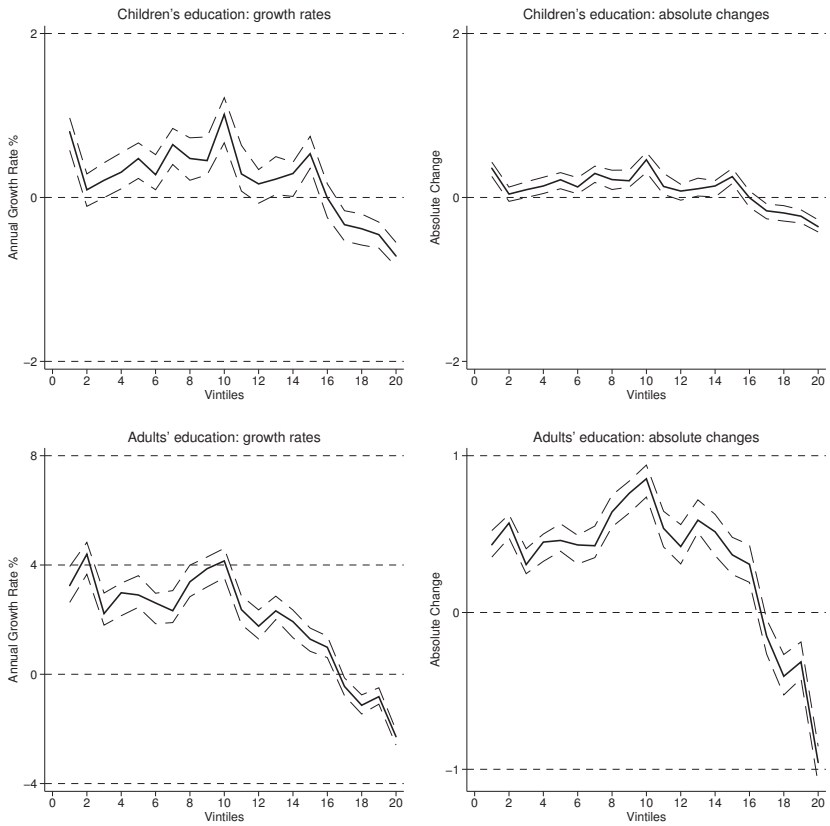 Children’s education: growth rates
2
0
−2
Annual Growth Rate %
0 2 4 6 8 10 12 14 16 18 20
Vintiles
Children’s education: absolute changes
2
0
−2
Absolute Change
0 2 4 6 8 10 12 14 16 18 20
Vintiles
Adults’ education: growth rates
8
4
0
−4
Annual Growth Rate %
0 2 4 6 8 10 12 14 16 18 20
Vintiles
Adults’ education: absolute changes
1
0
−1
Absolute Change
0 2 4 6 8 10 12 14 16 18 20
Vintiles